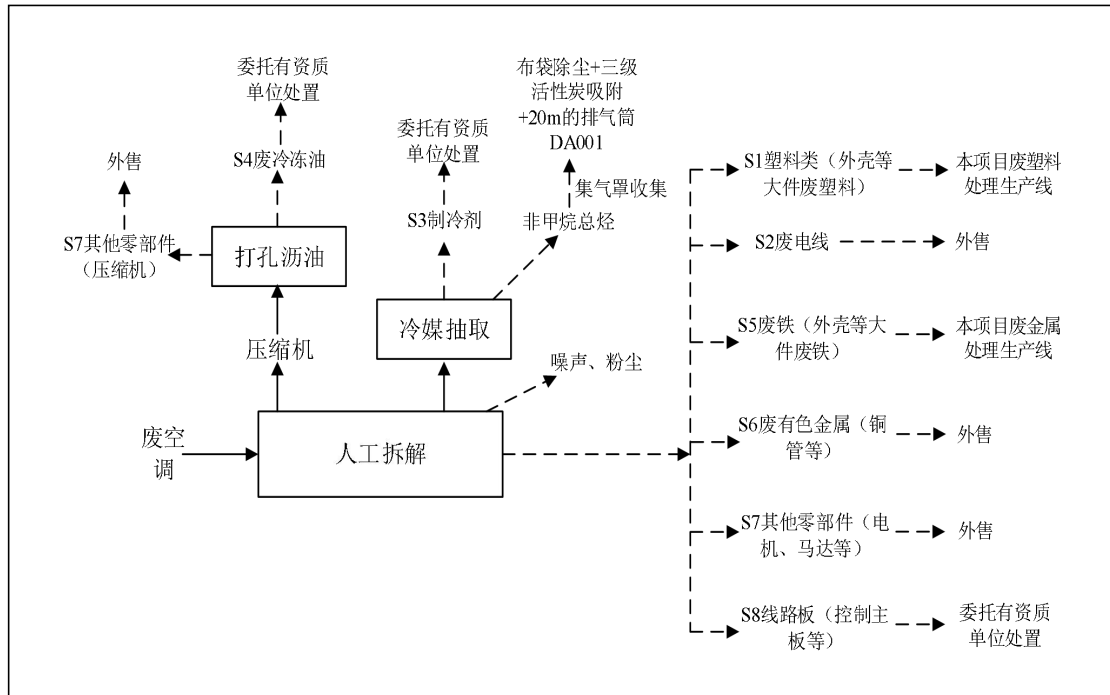 委托有资质
单位处置
S4废冷冻油
外售
S7其他零部件
（压缩机）
打孔沥油
压缩机
委托有资质
单位处置
S3制冷剂
冷媒抽取
布袋除尘+三级
活性炭吸附
+20m的排气筒
DA001
集气罩收集
非甲烷总烃
噪声、粉尘
废空
调
人工拆解
S1塑料类（外壳等
大件废塑料）
本项目废塑料
处理生产线
S2废电线
外售
S5废铁（外壳等大
件废铁）
本项目废金属
处理生产线
S6废有色金属（铜
管等）
外售
S7其他零部件（电
机、马达等）
外售
S8线路板（控制主
板等）
委托有资质
单位处置